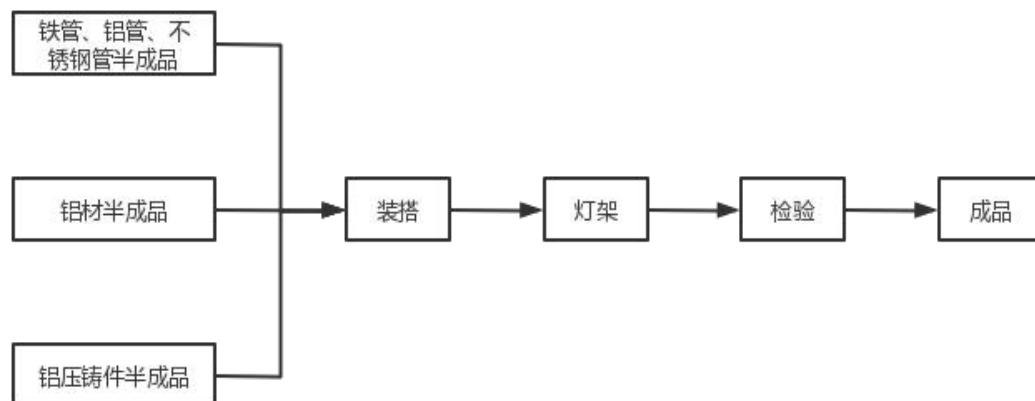 铁管、铝管、不
锈钢管半成品
铝材半成品
装搭
灯架
检验
成品
铝压铸件半成品